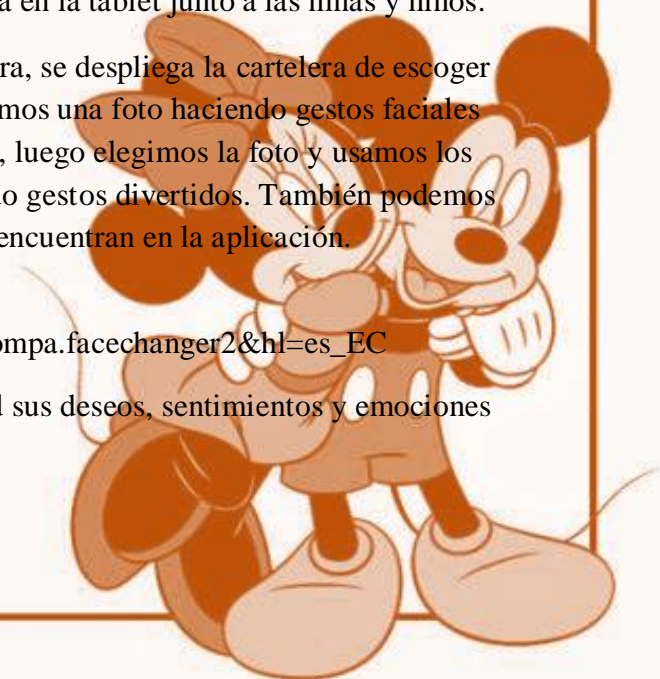 a en la tablet junto a las niñas y niños.
ra, se despliega la cartelera de escoger
mos una foto haciendo gestos faciales
, luego elegimos la foto y usamos los
o gestos divertidos. También podemos
encuentran en la aplicación.
ompa.facechanger2&hl=es_EC
d sus deseos, sentimientos y emociones